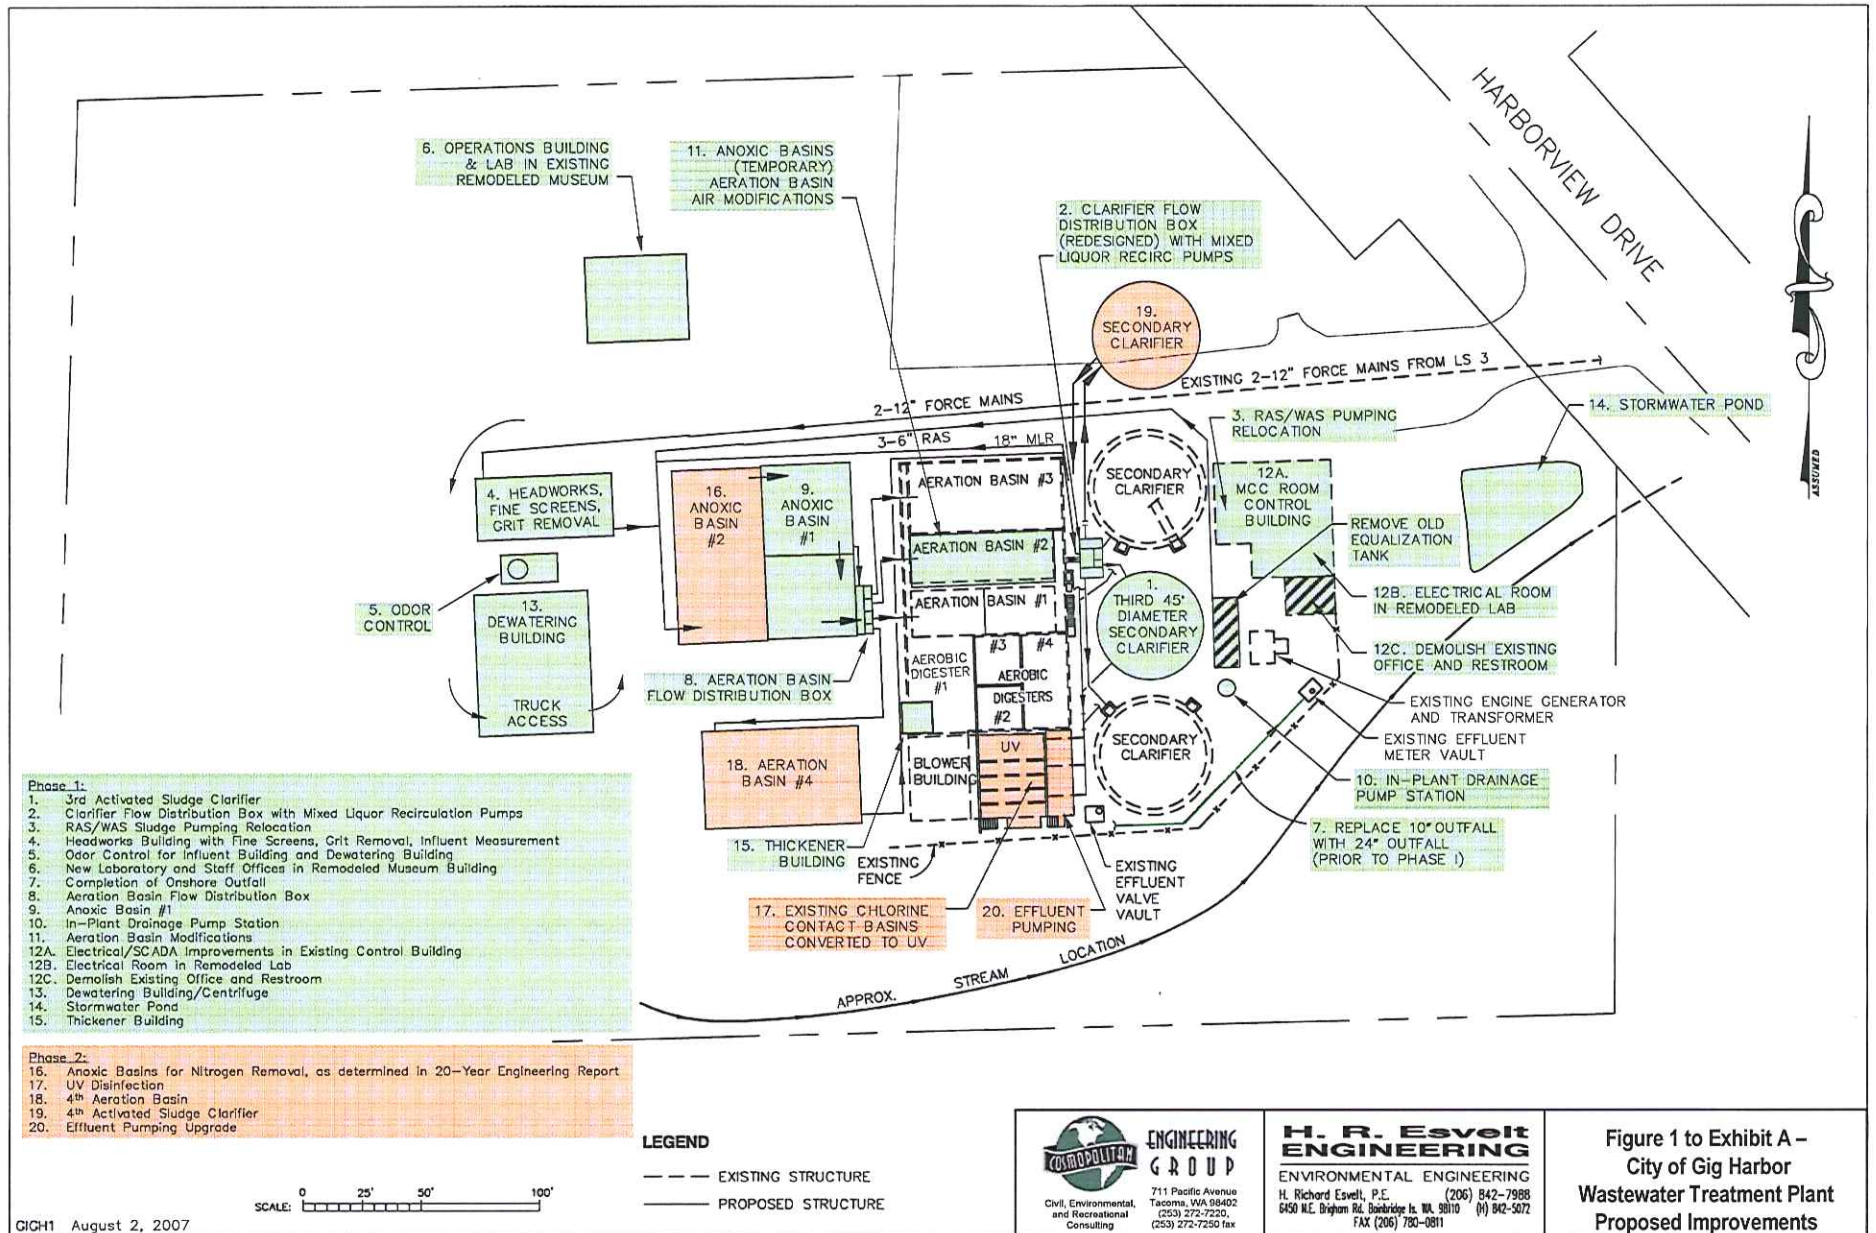 HARBORVIEW DRIVE
6. OPERATIONS BUILDING
& LAB IN EXISTING
REMODELED MUSEUM
11. ANOXIC BASINS
(TEMPORARY)
AERATION BASIN
AIR MODIFICATIONS
2. CLARIFIER FLOW
DISTRIBUTION BOX
(REDESIGNED) WITH MIXED
LIQUOR RECIRC PUMPS
19.
SECONDARY
CLARIFIER
EXISTING 2-12" FORCE MAINS FROM LS 3
2-12" FORCE MAINS
3-6" RAS
18" MLR
3. RAS/WAS PUMPING
RELOCATION
14. STORMWATER POND
ASSUMED
4. HEADWORKS,
FINE SCREENS,
GRIT REMOVAL
16.
ANOXIC
BASIN
#2
9.
ANOXIC
BASIN
#1
AERATION BASIN #3
AERATION BASIN #2
AERATION BASIN #1
SECONDARY
CLARIFIER
12A.
MCC ROOM
CONTROL
BUILDING
REMOVE OLD
EQUALIZATION
TANK
5. ODOR
CONTROL
13.
DEWATERING
BUILDING
TRUCK
ACCESS
1.
THIRD 45'
DIAMETER
SECONDARY
CLARIFIER
12B. ELECTRICAL ROOM
IN REMODELED LAB
12C. DEMOLISH EXISTING
OFFICE AND RESTROOM
8. AERATION BASIN
FLOW DISTRIBUTION BOX
AEROBIC
DIGESTER
#1
#3
#4
AEROBIC
DIGESTERS
#2
EXISTING ENGINE GENERATOR
AND TRANSFORMER
EXISTING EFFLUENT
METER VAULT
18. AERATION
BASIN #4
BLOWER
BUILDING
UV
SECONDARY
CLARIFIER
10. IN-PLANT DRAINAGE
PUMP STATION
7. REPLACE 10" OUTFALL
WITH 24" OUTFALL
(PRIOR TO PHASE I)
15. THICKENER
BUILDING
EXISTING
FENCE
EXISTING
EFFLUENT
VALVE
VAULT
17. EXISTING CHLORINE
CONTACT BASINS
CONVERTED TO UV
20. EFFLUENT
PUMPING
APPROX. STREAM LOCATION
Phase 1:
1. 3rd Activated Sludge Clarifier
2. Clarifier Flow Distribution Box with Mixed Liquor Recirculation Pumps
3. RAS/WAS Sludge Pumping Relocation
4. Headworks Building with Fine Screens, Grit Removal, Influent Measurement
5. Odor Control for Influent Building and Dewatering Building
6. New Laboratory and Staff Offices in Remodeled Museum Building
7. Completion of Onshore Outfall
8. Aeration Basin Flow Distribution Box
9. Anoxic Basin #1
10. In-Plant Drainage Pump Station
11. Aeration Basin Modifications
12A. Electrical/SCADA Improvements in Existing Control Building
12B. Electrical Room in Remodeled Lab
12C. Demolish Existing Office and Restroom
13. Dewatering Building/Centrifuge
14. Stormwater Pond
15. Thickener Building
Phase 2:
16. Anoxic Basins for Nitrogen Removal, as determined in 20-Year Engineering Report
17. UV Disinfection
18. 4th Aeration Basin
19. 4th Activated Sludge Clarifier
20. Effluent Pumping Upgrade
LEGEND
EXISTING STRUCTURE
PROPOSED STRUCTURE
SCALE: 0 25' 50' 100'
GIGH1 August 2, 2007
COSMOPOLITAN
ENGINEERING
GROUP
Civil, Environmental,
and Recreational
Consulting
711 Pacific Avenue
Tacoma, WA 98402
(253) 272-7220,
(253) 272-7250 fax
H. R. Esvelt
ENGINEERING
ENVIRONMENTAL ENGINEERING
H. Richard Esvelt, P.E. (206) 842-7988
6450 N.E. Brigham Rd. Bainbridge Is. WA. 98110 (H) 842-5072
FAX (206) 780-0811
Figure 1 to Exhibit A –
City of Gig Harbor
Wastewater Treatment Plant
Proposed Improvements